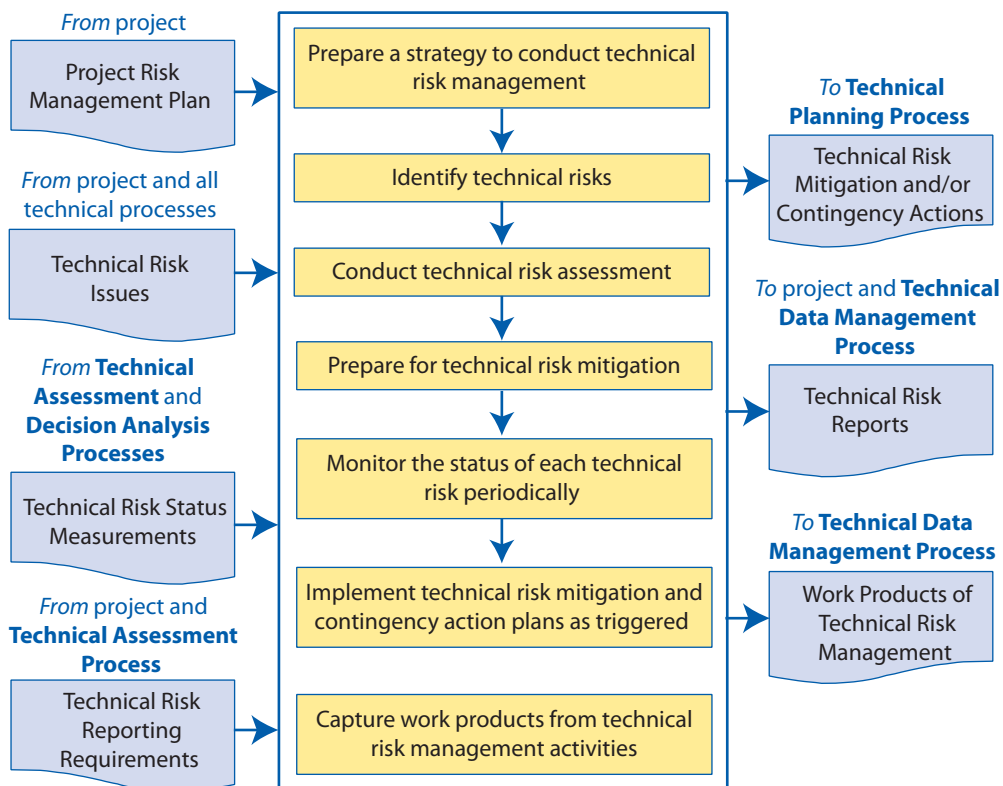 From project
Project Risk
Management Plan
From project and all
technical processes
Technical Risk
Issues
From Technical
Assessment and
Decision Analysis
Processes
Technical Risk Status
Measurements
From project and
Technical Assessment
Process
Technical Risk
Reporting
Requirements
Prepare a strategy to conduct technical
risk management
Identify technical risks
Conduct technical risk assessment
Prepare for technical risk mitigation
Monitor the status of each technical
risk periodically
Implement technical risk mitigation and
contingency action plans as triggered
Capture work products from technical
risk management activities
To Technical
Planning Process
Technical Risk
Mitigation and/or
Contingency Actions
To project and Technical
Data Management
Process
Technical Risk
Reports
To Technical Data
Management Process
Work Products of
Technical Risk
Management